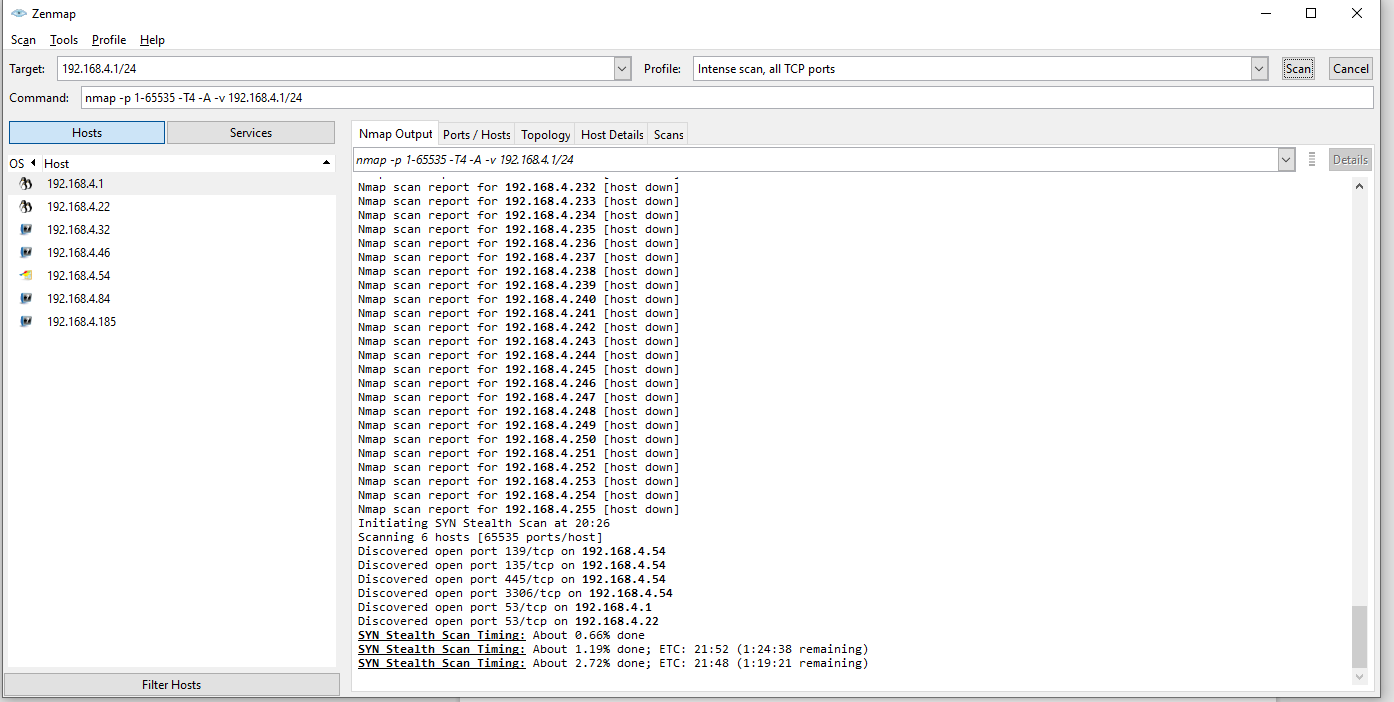 Zenmap
Scan Tools Profile Help
Target: 192.168.4.1/24 Profile: Intense scan, all TCP ports Scan Cancel
Command: nmap -p 1-65535 -T4 -A -v 192.168.4.1/24
Hosts Services
OS Host
192.168.4.1
192.168.4.22
192.168.4.32
192.168.4.46
192.168.4.54
192.168.4.84
192.168.4.185
Filter Hosts
Nmap Output Ports / Hosts Topology Host Details Scans
nmap -p 1-65535 -T4 -A -v 192.168.4.1/24 Details
Nmap scan report for 192.168.4.232 [host down]
Nmap scan report for 192.168.4.233 [host down]
Nmap scan report for 192.168.4.234 [host down]
Nmap scan report for 192.168.4.235 [host down]
Nmap scan report for 192.168.4.236 [host down]
Nmap scan report for 192.168.4.237 [host down]
Nmap scan report for 192.168.4.238 [host down]
Nmap scan report for 192.168.4.239 [host down]
Nmap scan report for 192.168.4.240 [host down]
Nmap scan report for 192.168.4.241 [host down]
Nmap scan report for 192.168.4.242 [host down]
Nmap scan report for 192.168.4.243 [host down]
Nmap scan report for 192.168.4.244 [host down]
Nmap scan report for 192.168.4.245 [host down]
Nmap scan report for 192.168.4.246 [host down]
Nmap scan report for 192.168.4.247 [host down]
Nmap scan report for 192.168.4.248 [host down]
Nmap scan report for 192.168.4.249 [host down]
Nmap scan report for 192.168.4.250 [host down]
Nmap scan report for 192.168.4.251 [host down]
Nmap scan report for 192.168.4.252 [host down]
Nmap scan report for 192.168.4.253 [host down]
Nmap scan report for 192.168.4.254 [host down]
Nmap scan report for 192.168.4.255 [host down]
Initiating SYN Stealth Scan at 20:26
Scanning 6 hosts [65535 ports/host]
Discovered open port 139/tcp on 192.168.4.54
Discovered open port 135/tcp on 192.168.4.54
Discovered open port 445/tcp on 192.168.4.54
Discovered open port 3306/tcp on 192.168.4.54
Discovered open port 53/tcp on 192.168.4.1
Discovered open port 53/tcp on 192.168.4.22
SYN Stealth Scan Timing: About 0.66% done
SYN Stealth Scan Timing: About 1.19% done; ETC: 21:52 (1:24:38 remaining)
SYN Stealth Scan Timing: About 2.72% done; ETC: 21:48 (1:19:21 remaining)